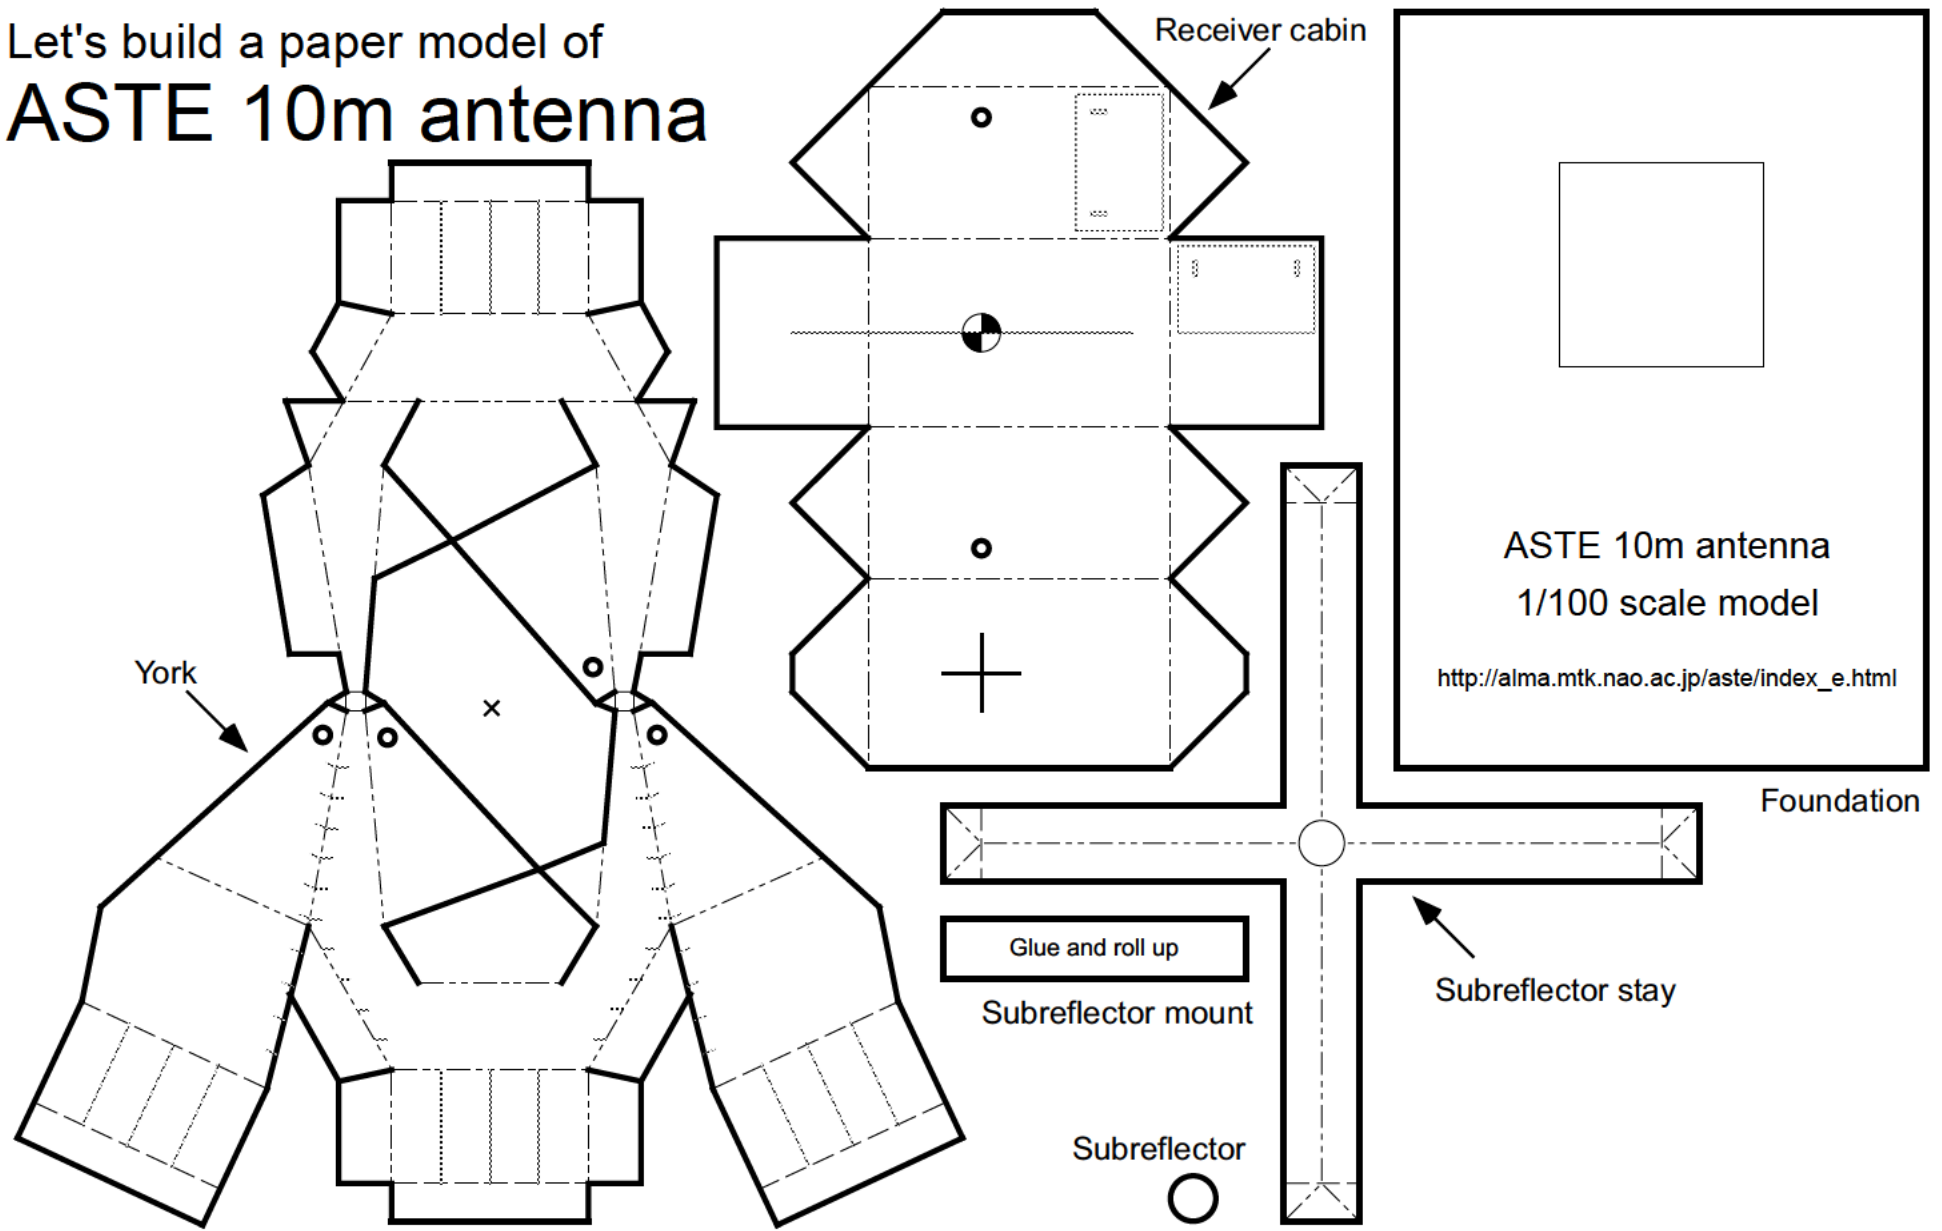 Let's build a paper model of
ASTE 10m antenna
Receiver cabin
ASTE 10m antenna
1/100 scale model
http://alma.mtk.nao.ac.jp/aste/index_e.html
York
Foundation
Glue and roll up
Subreflector mount
Subreflector stay
Subreflector